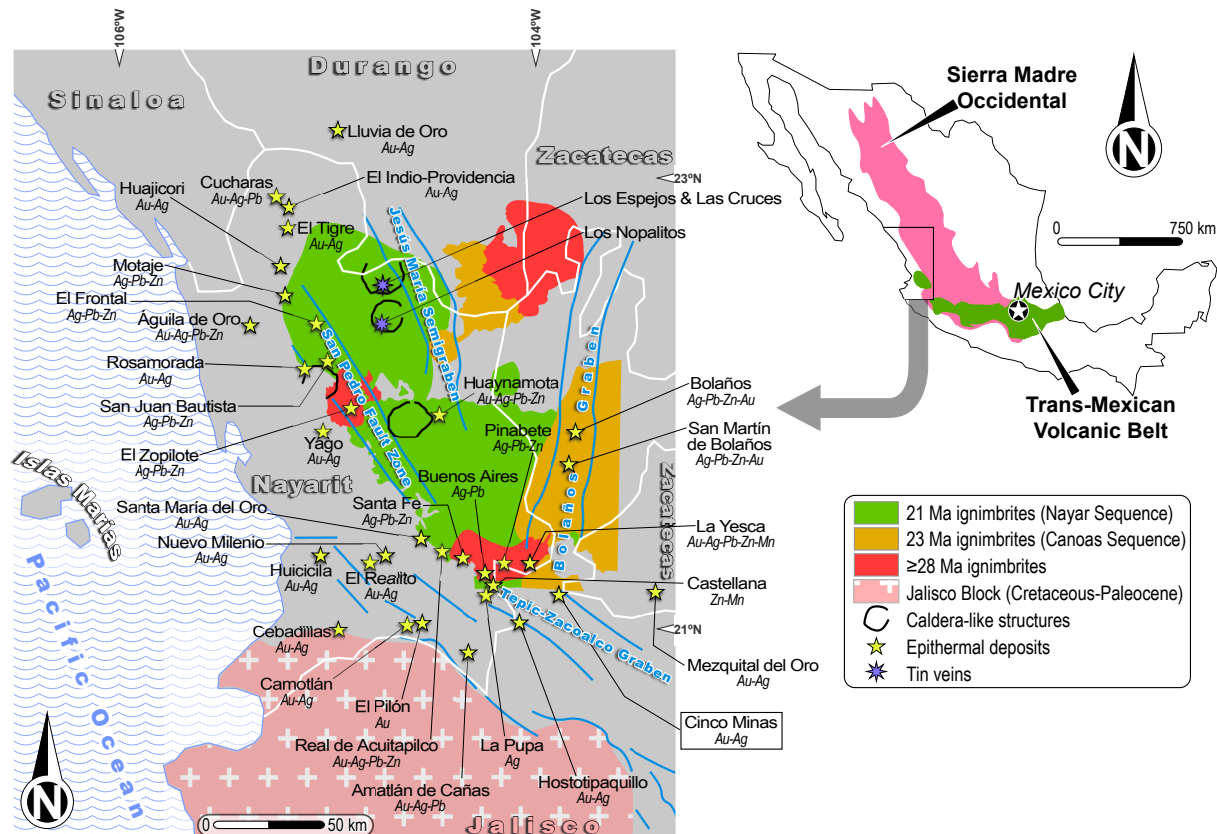 106ºW
104ºW
Durango
Sinaloa
Lluvia de Oro
Au-Ag
Zacatecas
23ºN
Cucharas
Au-Ag-Pb
El Indio-Providencia
Au-Ag
Huajicori
Au-Ag
Los Espejos & Las Cruces
El Tigre
Au-Ag
Jesús María Semigraben
Los Nopalitos
Motaje
Ag-Pb-Zn
El Frontal
Ag-Pb-Zn
Águila de Oro
Au-Ag-Pb-Zn
San Pedro Fault Zone
Rosamorada
Au-Ag
Huaynamota
Au-Ag-Pb-Zn
Bolaños
Ag-Pb-Zn-Au
San Juan Bautista
Ag-Pb-Zn
Pinabete
Ag-Pb-Zn
San Martín
de Bolaños
Ag-Pb-Zn-Au
El Zopilote
Ag-Pb-Zn
Yago
Au-Ag
Bolaños Graben
Buenos Aires
Ag-Pb
Zacatecas
Islas Marías
Nayarit
Santa María del Oro
Au-Ag
Santa Fe
Ag-Pb-Zn
La Yesca
Au-Ag-Pb-Zn-Mn
Nuevo Milenio
Au-Ag
Huicicila
Au-Ag
El Realito
Au-Ag
Castellana
Zn-Mn
Tepic-Zacoalco Graben
21ºN
Cebadillas
Au-Ag
Mezquital del Oro
Au-Ag
Camotlán
Au-Ag
El Pilón
Au
Cinco Minas
Au-Ag
Real de Acuitapilco
Au-Ag-Pb-Zn
La Pupa
Ag
Hostotipaquillo
Au-Ag
Amatlán de Cañas
Au-Ag-Pb
Pacific Ocean
N
0 50 km
Jalisco
Sierra Madre
Occidental
N
0 750 km
Mexico City
Trans-Mexican
Volcanic Belt
21 Ma ignimbrites (Nayar Sequence)
23 Ma ignimbrites (Canoas Sequence)
≥28 Ma ignimbrites
Jalisco Block (Cretaceous-Paleocene)
Caldera-like structures
Epithermal deposits
Tin veins